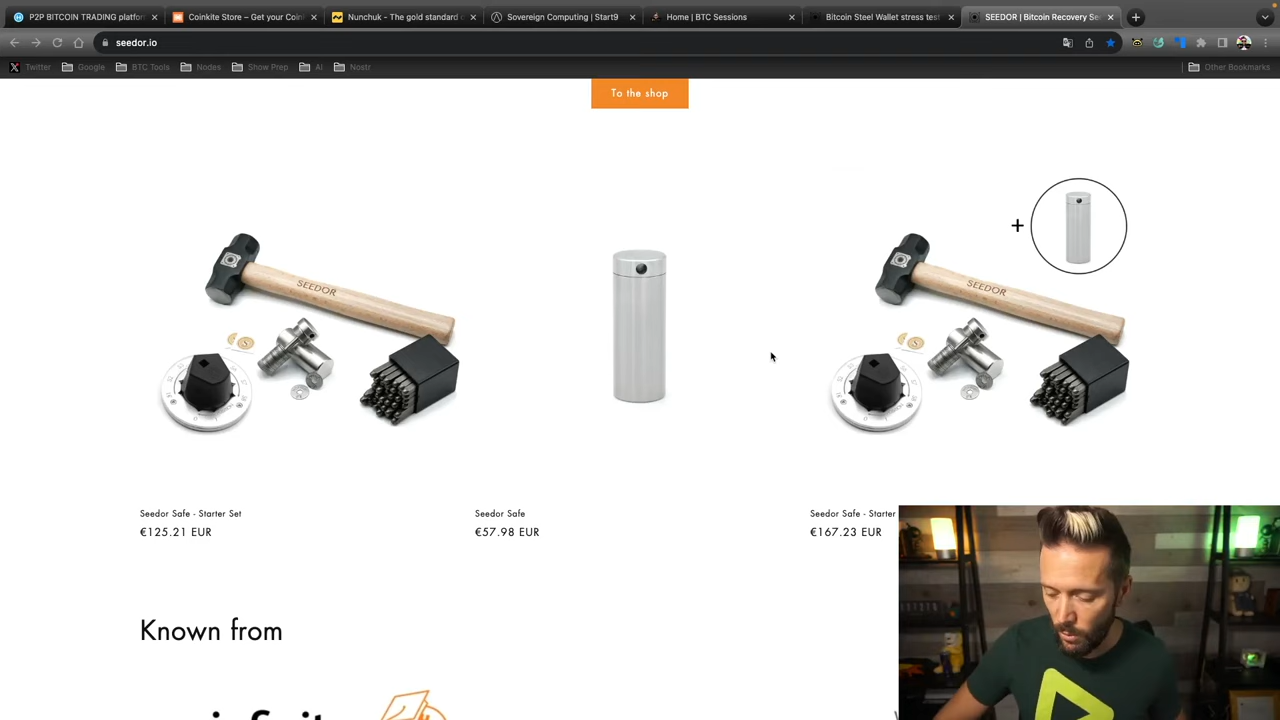 P2P BITCOIN TRADING platfor
Coinkite Store – Get your Coin
Nunchuk - The gold standard o
Sovereign Computing | Start9
Home | BTC Sessions
Bitcoin Steel Wallet stress test
SEEDOR | Bitcoin Recovery Se
seedor.io
Twitter
Google
BTC Tools
Nodes
Show Prep
AI
Nostr
Other Bookmarks
To the shop
SEEDOR
SEEDOR
Seedor Safe - Starter Set
€125.21 EUR
Seedor Safe
€57.98 EUR
Seedor Safe - Starter
€167.23 EUR
Known from